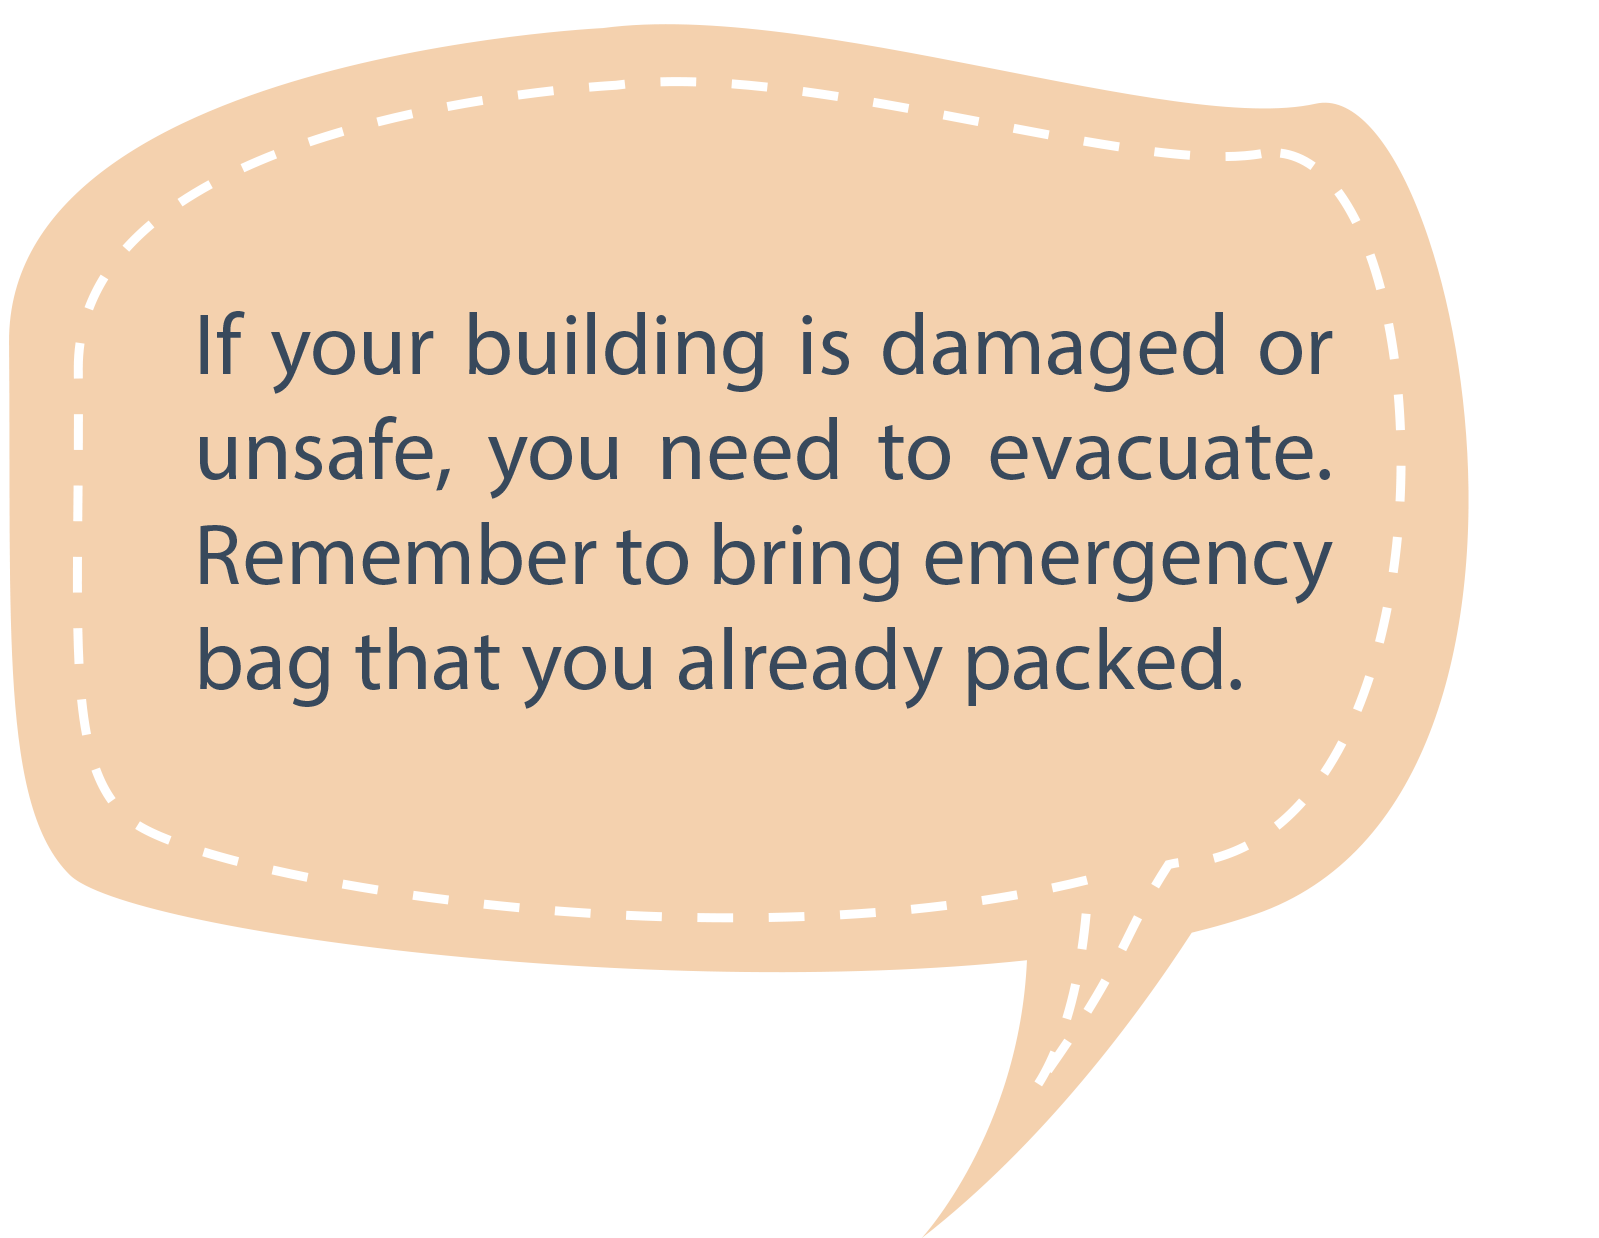 If your building is damaged or
unsafe, you need to evacuate.
Remember to bring emergency
bag that you already packed.